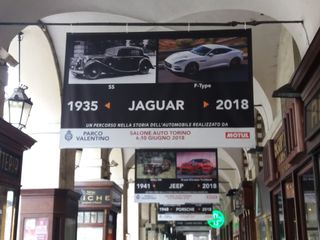 SS
F-Type
1935 JAGUAR 2018
UN PERCORSO NELLA STORIA DELL'AUTOMOBILE REALIZZATO DA
PARCO
VALENTINO
SALONE AUTO TORINO
6-10 GIUGNO 2018
MOTUL
1941 JEEP 2018
PORSCHE